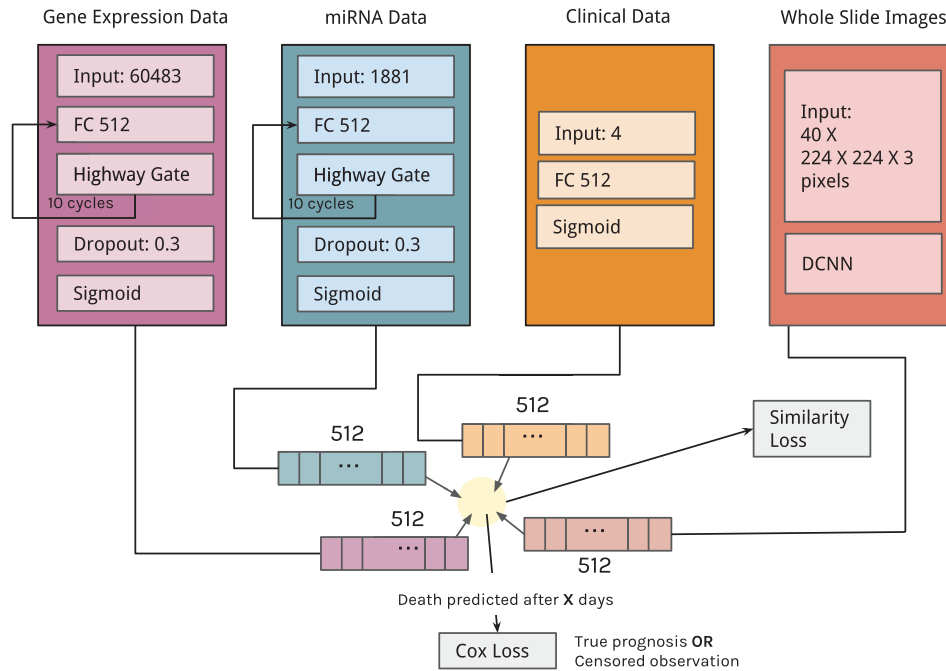 Gene Expression Data
miRNA Data
Clinical Data
Whole Slide Images
Input: 60483
FC 512
Highway Gate
10 cycles
Dropout: 0.3
Sigmoid
Input: 1881
FC 512
Highway Gate
10 cycles
Dropout: 0.3
Sigmoid
Input: 4
FC 512
Sigmoid
Input:
40 X
224 X 224 X 3
pixels
DCNN
512
...
512
...
512
...
...
512
Similarity
Loss
Death predicted after X days
Cox Loss
True prognosis OR
Censored observation